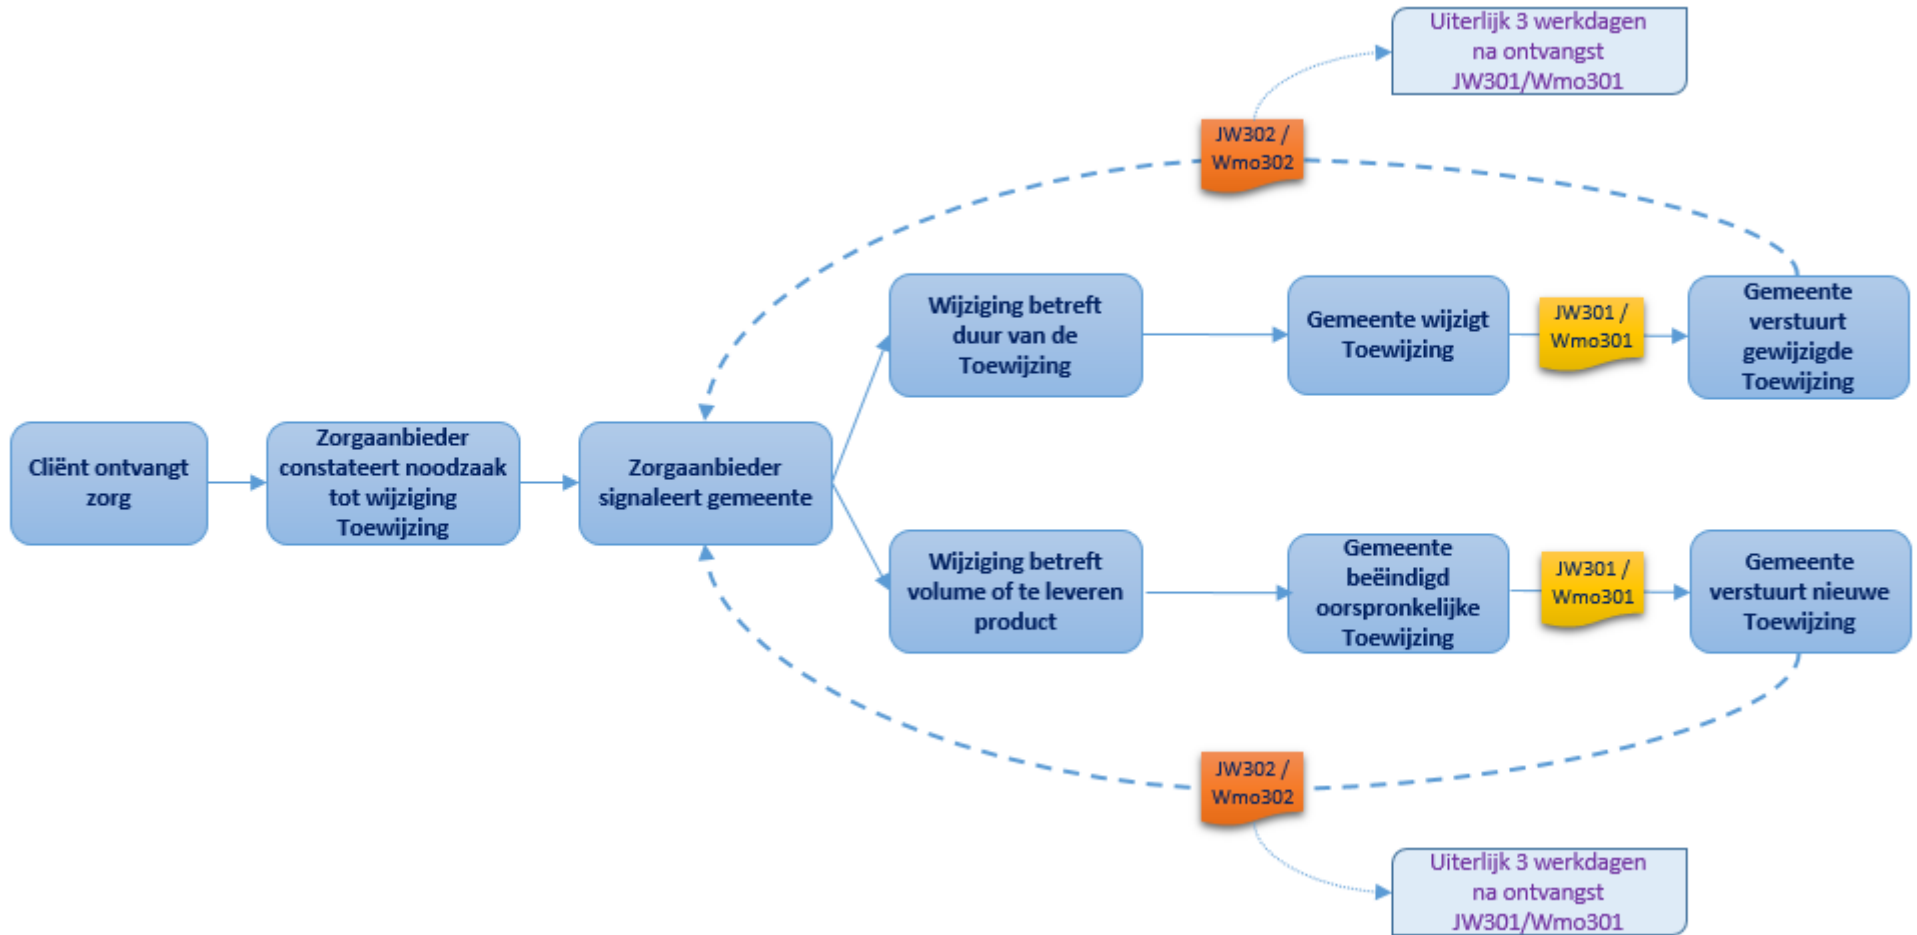 Uiterlijk 3 werkdagen
na ontvangst
JW301/Wmo301
JW302 /
Wmo302
Cliënt ontvangt
zorg
Zorgaanbieder
constateert noodzaak
tot wijziging
Toewijzing
Zorgaanbieder
signaleert gemeente
Wijziging betreft
duur van de
Toewijzing
Gemeente wijzigt
Toewijzing
JW301 /
Wmo301
Gemeente
verstuurt
gewijzigde
Toewijzing
Wijziging betreft
volume of te leveren
product
Gemeente
beëindigd
oorspronkelijke
Toewijzing
JW301 /
Wmo301
Gemeente
verstuurt nieuwe
Toewijzing
JW302 /
Wmo302
Uiterlijk 3 werkdagen
na ontvangst
JW301/Wmo301